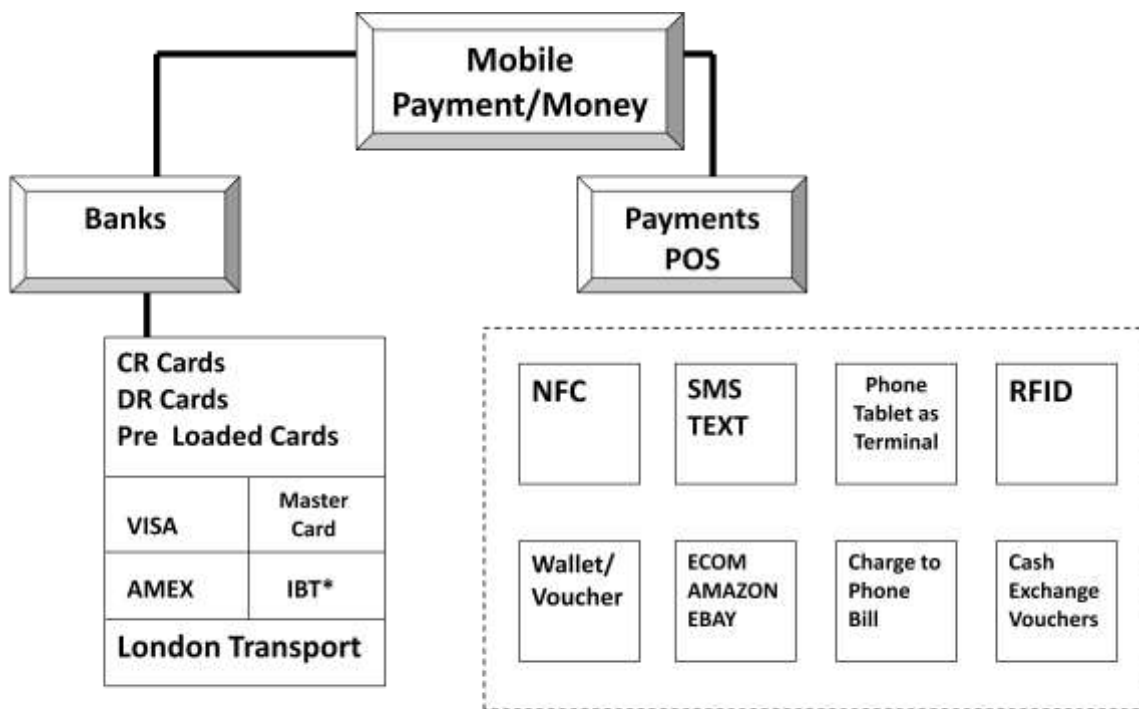 Mobile
Payment/Money
Banks
Payments
POS
CR Cards
DR Cards
Pre Loaded Cards
VISA
Master
Card
AMEX
IBT*
London Transport
NFC
SMS
TEXT
Phone
Tablet as
Terminal
RFID
Wallet/
Voucher
ECOM
AMAZON
EBAY
Charge to
Phone
Bill
Cash
Exchange
Vouchers